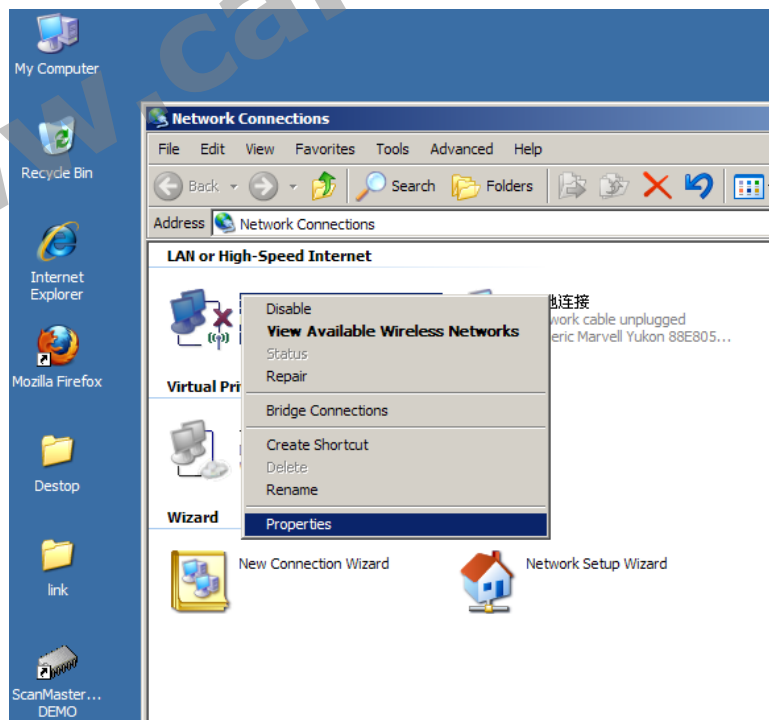 www.ca
My Computer
Recycle Bin
Internet
Explorer
Mozilla Firefox
Destop
link
ScanMaster...
DEMO
Network Connections
File Edit View Favorites Tools Advanced Help
Back Search Folders
Address Network Connections
LAN or High-Speed Internet
Disable
View Available Wireless Networks
Status
Repair
Bridge Connections
Create Shortcut
Delete
Rename
Properties
连接
work cable unplugged
eric Marvell Yukon 88E805...
Virtual Pri
Wizard
New Connection Wizard
Network Setup Wizard